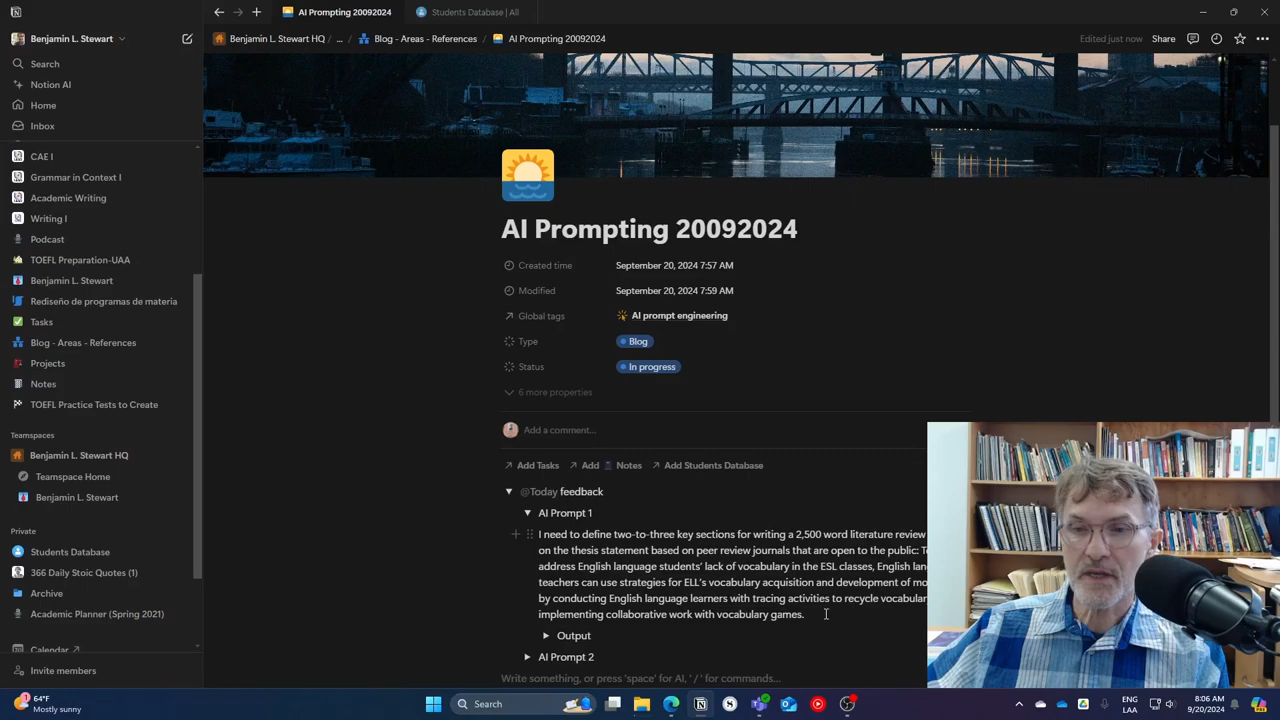 AI Prompting 20092024
Students Database | All
Benjamin L. Stewart
Benjamin L. Stewart HQ / ... / Blog - Areas - References / AI Prompting 20092024
Edited just now
Share
Search
Notion AI
Home
Inbox
CAE I
Grammar in Context I
Academic Writing
Writing I
Podcast
TOEFL Preparation-UAA
Benjamin L. Stewart
Rediseño de programas de materia
Tasks
Blog - Areas - References
Projects
Notes
TOEFL Practice Tests to Create
Teamspaces
Benjamin L. Stewart HQ
Teamspace Home
Benjamin L. Stewart
Private
Students Database
366 Daily Stoic Quotes (1)
Archive
Academic Planner (Spring 2021)
Calendar
Invite members
AI Prompting 20092024
Created time September 20, 2024 7:57 AM
Modified September 20, 2024 7:59 AM
Global tags AI prompt engineering
Type Blog
Status In progress
6 more properties
Add a comment...
Add Tasks Add Notes Add Students Database
@Today feedback
AI Prompt 1
I need to define two-to-three key sections for writing a 2,500 word literature review
on the thesis statement based on peer review journals that are open to the public:
address English language students' lack of vocabulary in the ESL classes, English
teachers can use strategies for ELL's vocabulary acquisition and development of
by conducting English language learners with tracing activities to recycle
implementing collaborative work with vocabulary games.
Output
AI Prompt 2
Write something, or press 'space' for AI, '/' for commands...
64°F
Mostly sunny
Search
ENG
LAA
8:06 AM
9/20/2024